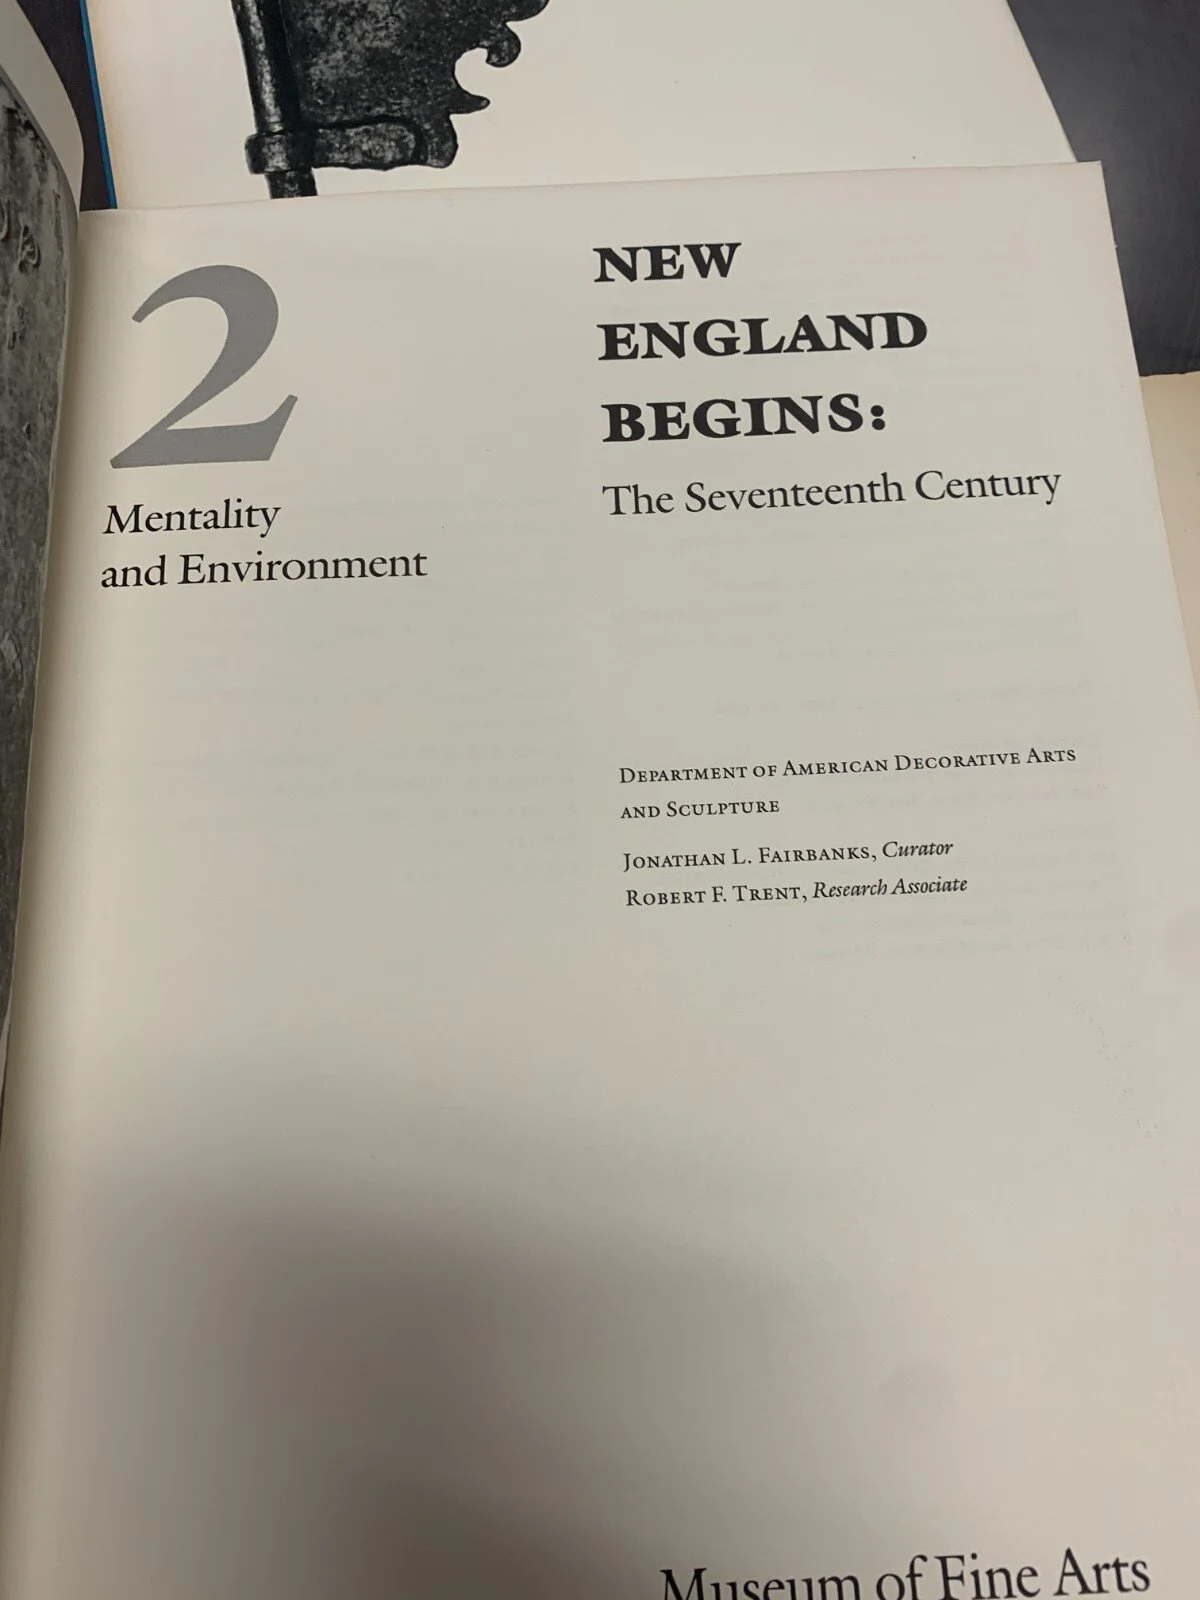 2
Mentality
and Environment
NEW
ENGLAND
BEGINS:
The Seventeenth Century
DEPARTMENT OF AMERICAN DECORATIVE ARTS
AND SCULPTURE
JONATHAN L. FAIRBANKS, Curator
ROBERT F. TRENT, Research Associate
Museum of Fine Arts